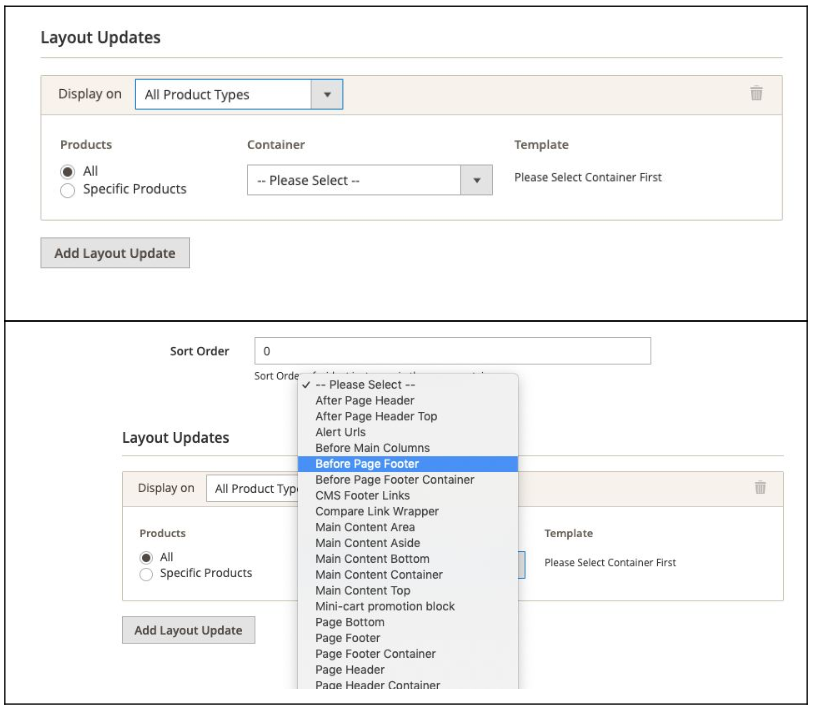 Layout Updates
Display on All Product Types
Products Container Template
All
Specific Products
-- Please Select --
Please Select Container First
Add Layout Update
Sort Order 0
Sort Orde
✓ -- Please Select --
After Page Header
After Page Header Top
Alert Urls
Before Main Columns
Before Page Footer
Before Page Footer Container
CMS Footer Links
Compare Link Wrapper
Main Content Area
Main Content Aside
Main Content Bottom
Main Content Container
Main Content Top
Mini-cart promotion block
Page Bottom
Page Footer
Page Footer Container
Page Header
Page Header Container
Layout Updates
Display on All Product Typ
Products Template
All
Specific Products
Please Select Container First
Add Layout Update